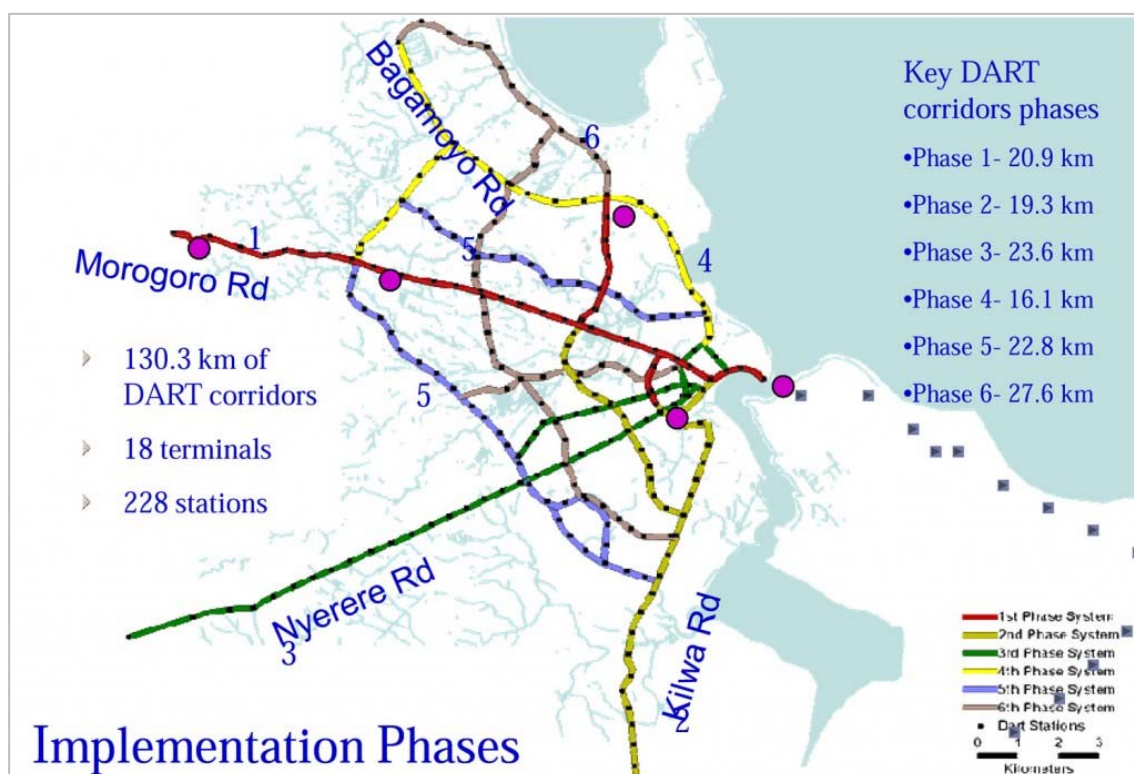 Key DART
corridors phases
•Phase 1- 20.9 km
•Phase 2- 19.3 km
•Phase 3- 23.6 km
•Phase 4- 16.1 km
•Phase 5- 22.8 km
•Phase 6- 27.6 km
Bagamoyo Rd
6
1
5
4
Morogoro Rd
130.3 km of
DART corridors
5
18 terminals
228 stations
Nyerere Rd
3
Kilwa Rd
2
1st Phase System
2nd Phase System
3rd Phase System
4th Phase System
5th Phase System
6th Phase System
Dart Stations
0 1 2 3
Kilometers
Implementation Phases